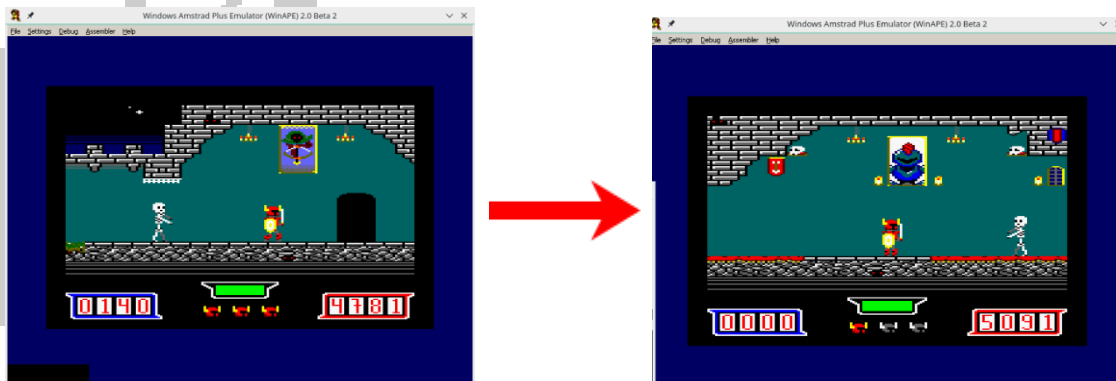 Windows Amstrad Plus Emulator (WinAPE) 2.0 Beta 2
File Settings Debug Assembler Help
0140
4781
Windows Amstrad Plus Emulator (WinAPE) 2.0 Beta 2
File Settings Debug Assembler Help
0000
5091